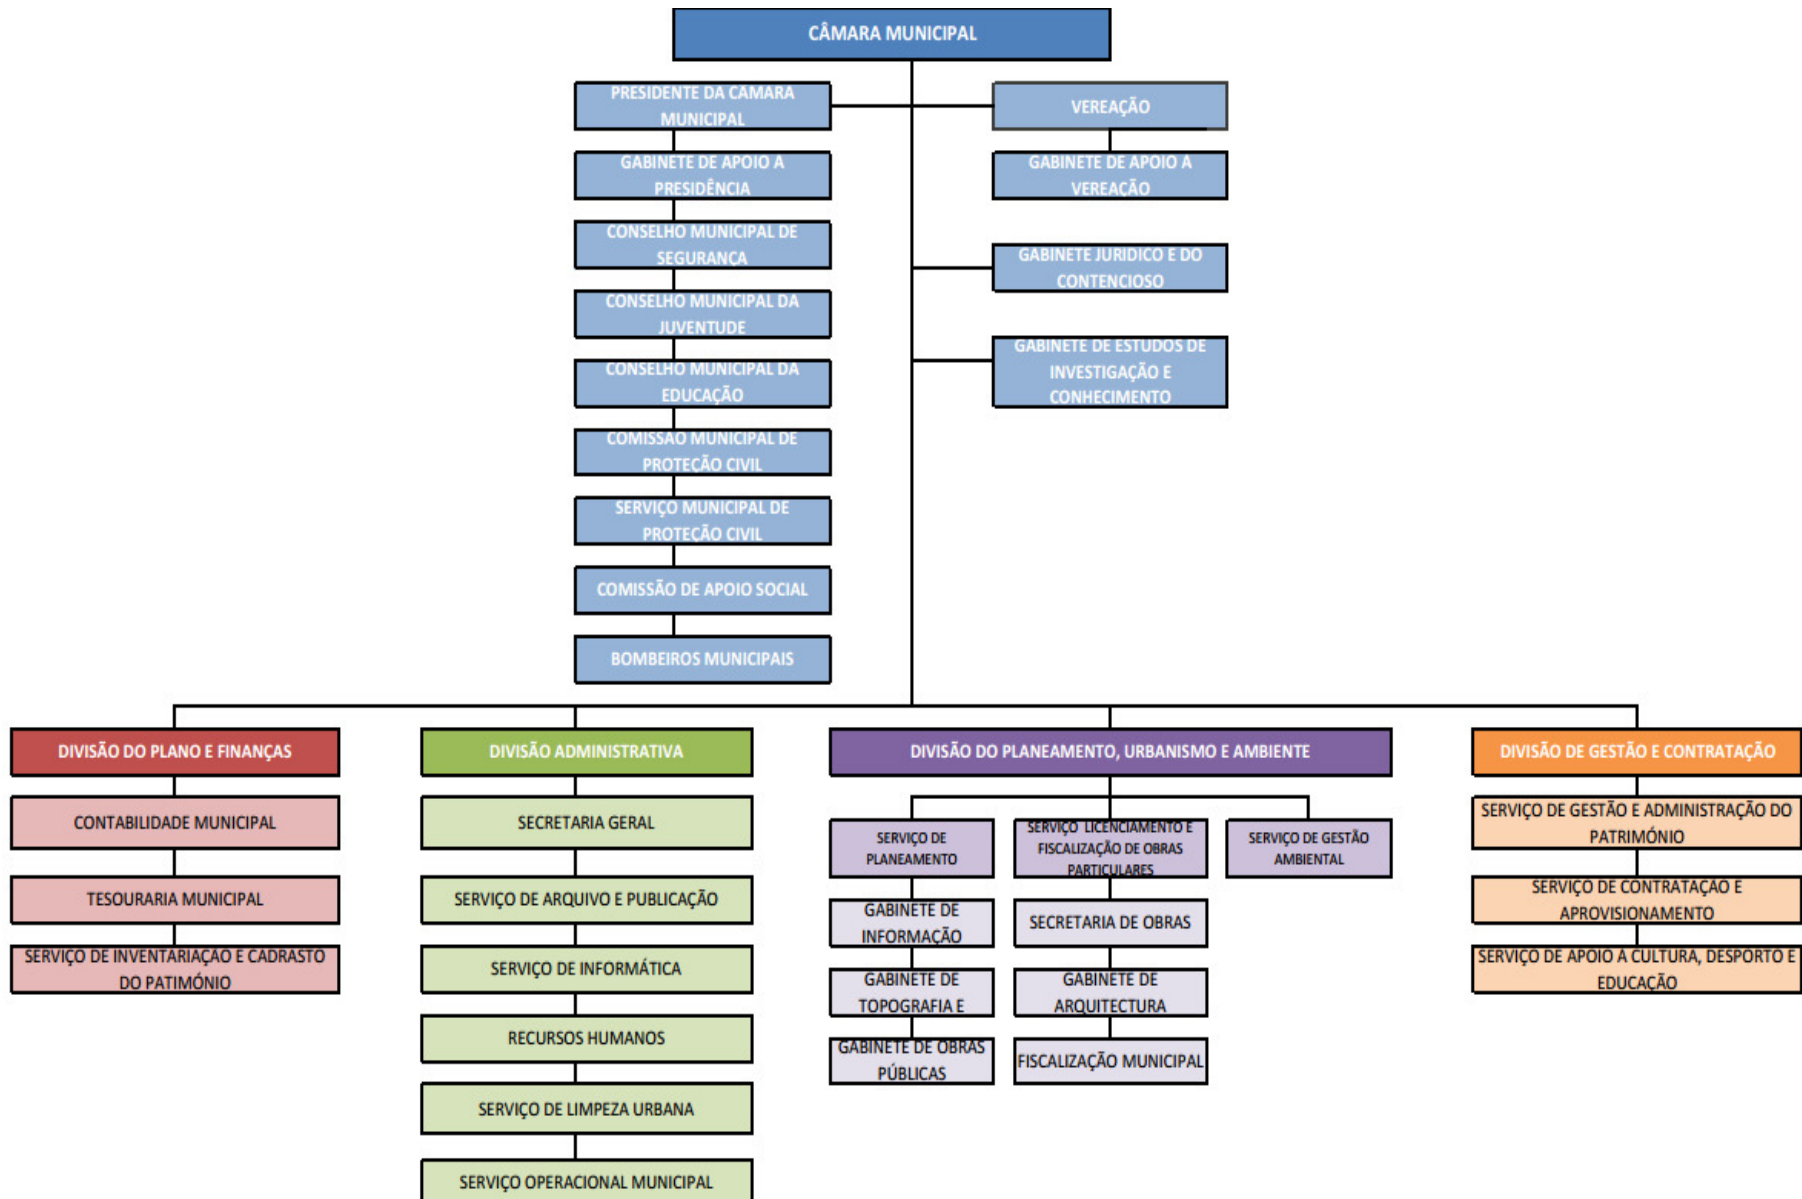 CÂMARA MUNICIPAL
PRESIDENTE DA CAMARA
MUNICIPAL
VEREAÇÃO
GABINETE DE APOIO A
PRESIDÊNCIA
GABINETE DE APOIO A
VEREAÇÃO
CONSELHO MUNICIPAL DE
SEGURANÇA
GABINETE JURIDICO E DO
CONTENCIOSO
CONSELHO MUNICIPAL DA
JUVENTUDE
GABINETE DE ESTUDOS DE
INVESTIGAÇÃO E
CONHECIMENTO
CONSELHO MUNICIPAL DA
EDUCAÇÃO
COMISSAO MUNICIPAL DE
PROTEÇÃO CIVIL
SERVIÇO MUNICIPAL DE
PROTEÇÃO CIVIL
COMISSÃO DE APOIO SOCIAL
BOMBEIROS MUNICIPAIS
DIVISÃO DO PLANO E FINANÇAS
CONTABILIDADE MUNICIPAL
TESOURARIA MUNICIPAL
SERVIÇO DE INVENTARIAÇÃO E CADRASTO
DO PATIMÓNIO
DIVISÃO ADMINISTRATIVA
SECRETARIA GERAL
SERVIÇO DE ARQUIVO E PUBLICAÇÃO
SERVIÇO DE INFORMÁTICA
RECURSOS HUMANOS
SERVIÇO DE LIMPEZA URBANA
SERVIÇO OPERACIONAL MUNICIPAL
DIVISÃO DO PLANEAMENTO, URBANISMO E AMBIENTE
SERVIÇO DE
PLANEAMENTO
GABINETE DE
INFORMAÇÃO
GABINETE DE
TOPOGRAFIA E
GABINETE DE OBRAS
PÚBLICAS
SERVIÇO LICENCIAMENTO E
FISCALIZAÇÃO DE OBRAS
PARTICULARES
SECRETARIA DE OBRAS
GABINETE DE
ARQUITECTURA
FISCALIZAÇÃO MUNICIPAL
SERVIÇO DE GESTÃO
AMBIENTAL
DIVISÃO DE GESTÃO E CONTRATAÇÃO
SERVIÇO DE GESTÃO E ADMINISTRAÇÃO DO
PATRIMÓNIO
SERVIÇO DE CONTRATAÇÃO E
APROVISIONAMENTO
SERVIÇO DE APOIO A CULTURA, DESPORTO E
EDUCAÇÃO